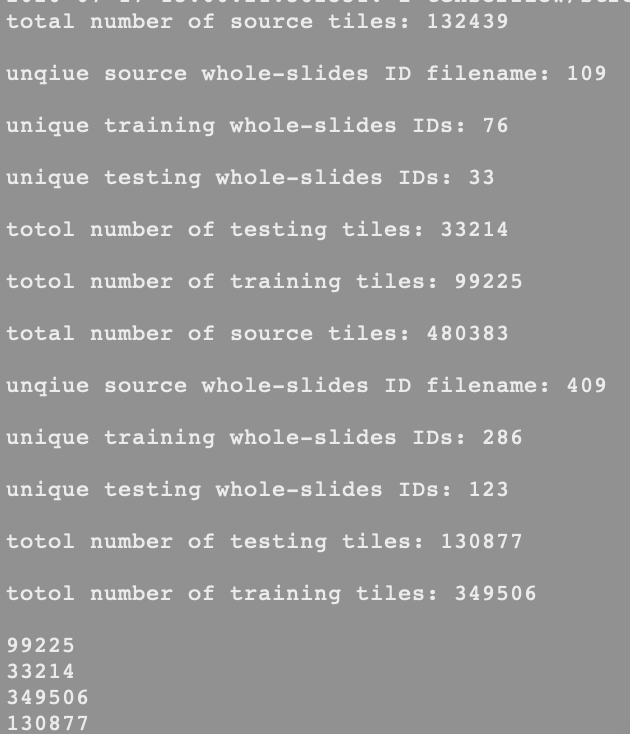 total number of source tiles: 132439
unqiue source whole-slides ID filename: 109
unique training whole-slides IDs: 76
unique testing whole-slides IDs: 33
totol number of testing tiles: 33214
totol number of training tiles: 99225
total number of source tiles: 480383
unqiue source whole-slides ID filename: 409
unique training whole-slides IDs: 286
unique testing whole-slides IDs: 123
totol number of testing tiles: 130877
totol number of training tiles: 349506
99225
33214
349506
130877